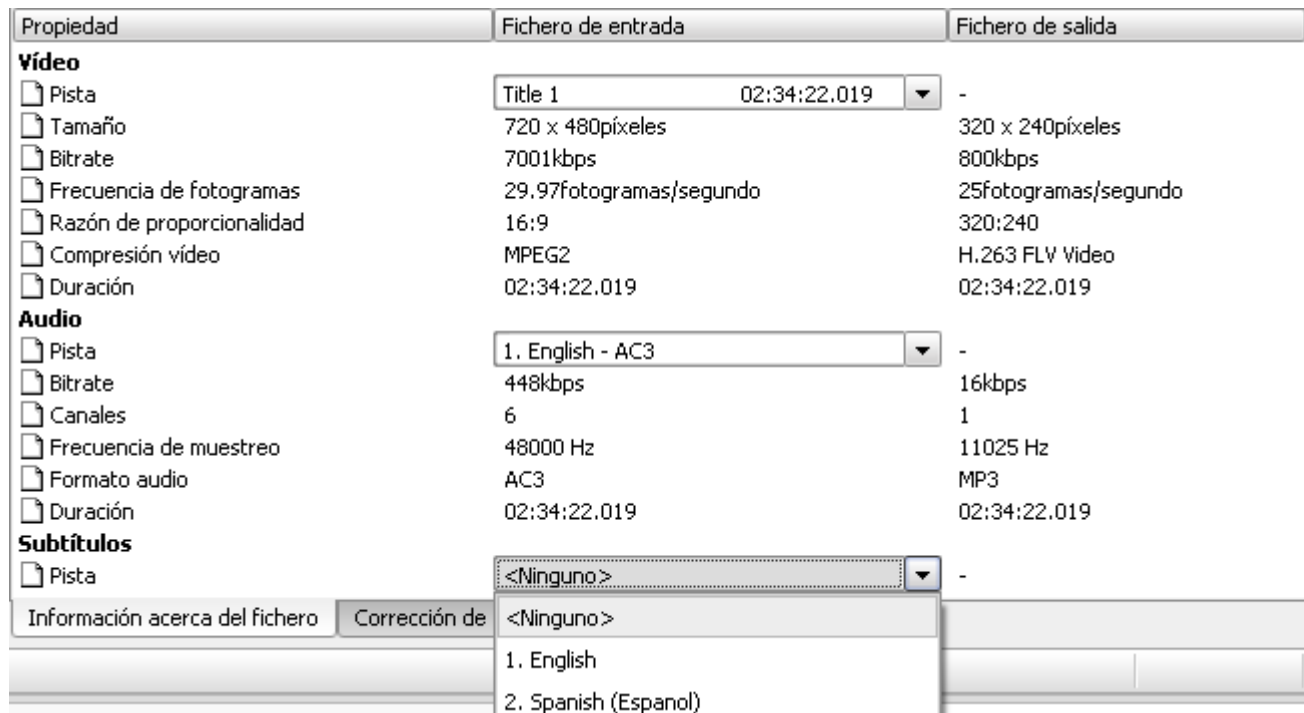 Propiedad Fichero de entrada Fichero de salida
Vídeo
Pista Title 1 02:34:22.019 -
Tamaño 720 x 480píxeles 320 x 240píxeles
Bitrate 7001kbps 800kbps
Frecuencia de fotogramas 29.97fotogramas/segundo 25fotogramas/segundo
Razón de proporcionalidad 16:9 320:240
Compresión vídeo MPEG2 H.263 FLV Video
Duración 02:34:22.019 02:34:22.019
Audio
Pista 1. English - AC3 -
Bitrate 448kbps 16kbps
Canales 6 1
Frecuencia de muestreo 48000 Hz 11025 Hz
Formato audio AC3 MP3
Duración 02:34:22.019 02:34:22.019
Subtítulos
Pista <Ninguno> -
Información acerca del fichero Corrección de <Ninguno>
1. English
2. Spanish (Espanol)